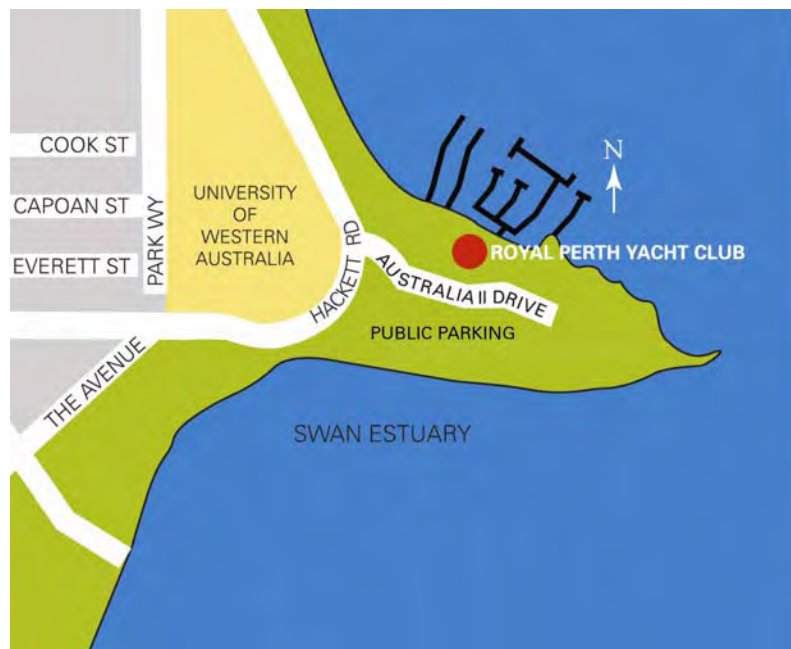 COOK ST
N
CAPOAN ST
UNIVERSITY
OF
WESTERN
AUSTRALIA
PARK WY
HACKETT RD
ROYAL PERTH YACHT CLUB
EVERETT ST
AUSTRALIA II DRIVE
PUBLIC PARKING
THE AVENUE
SWAN ESTUARY